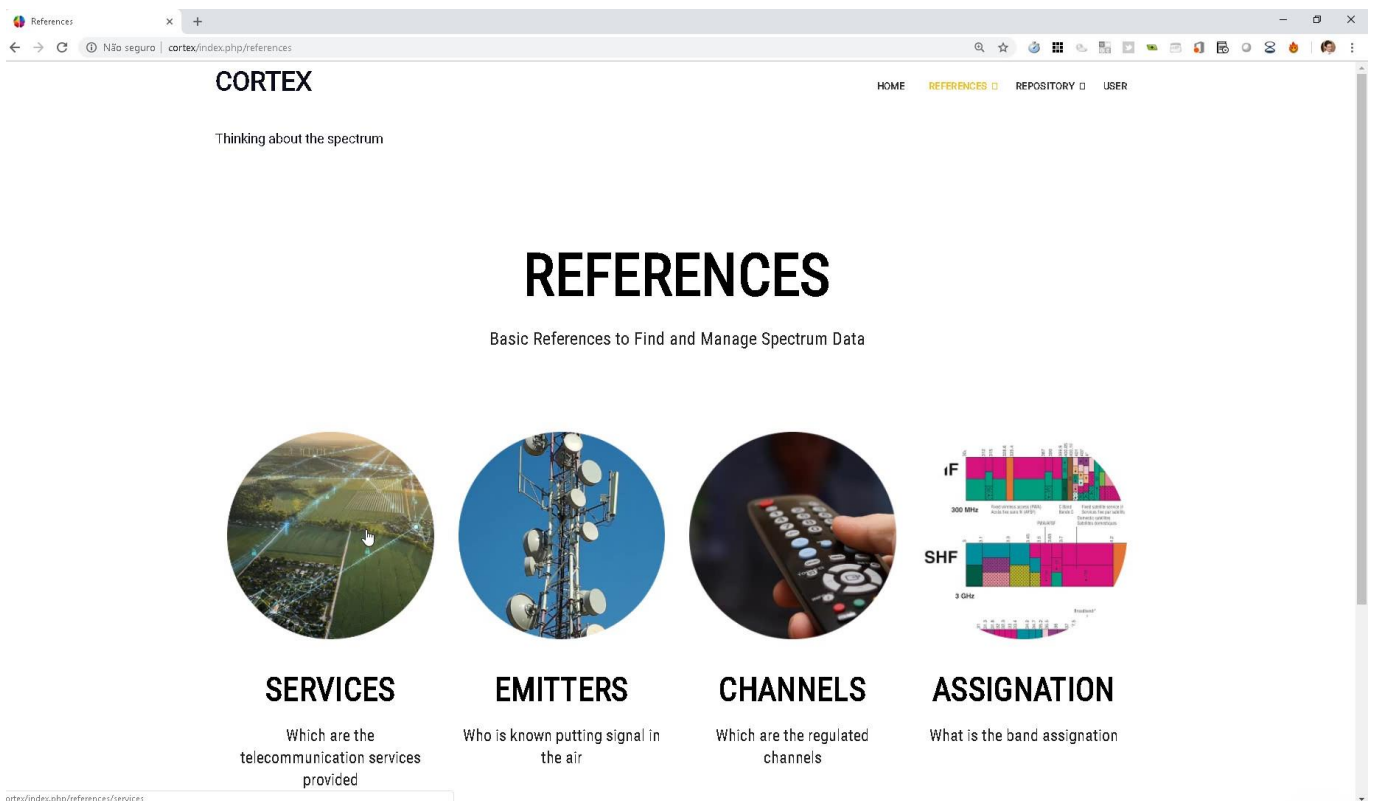 References
Não seguro
cortex/index.php/references
CORTEX
HOME
REFERENCES
REPOSITORY
USER
Thinking about the spectrum
REFERENCES
Basic References to Find and Manage Spectrum Data
300 MHz
SHF
3 GHz
SERVICES
EMITTERS
CHANNELS
ASSIGNATION
Which are the
telecommunication services
provided
Who is known putting signal in
the air
Which are the regulated
channels
What is the band assignation
ortex/index.php/references/services